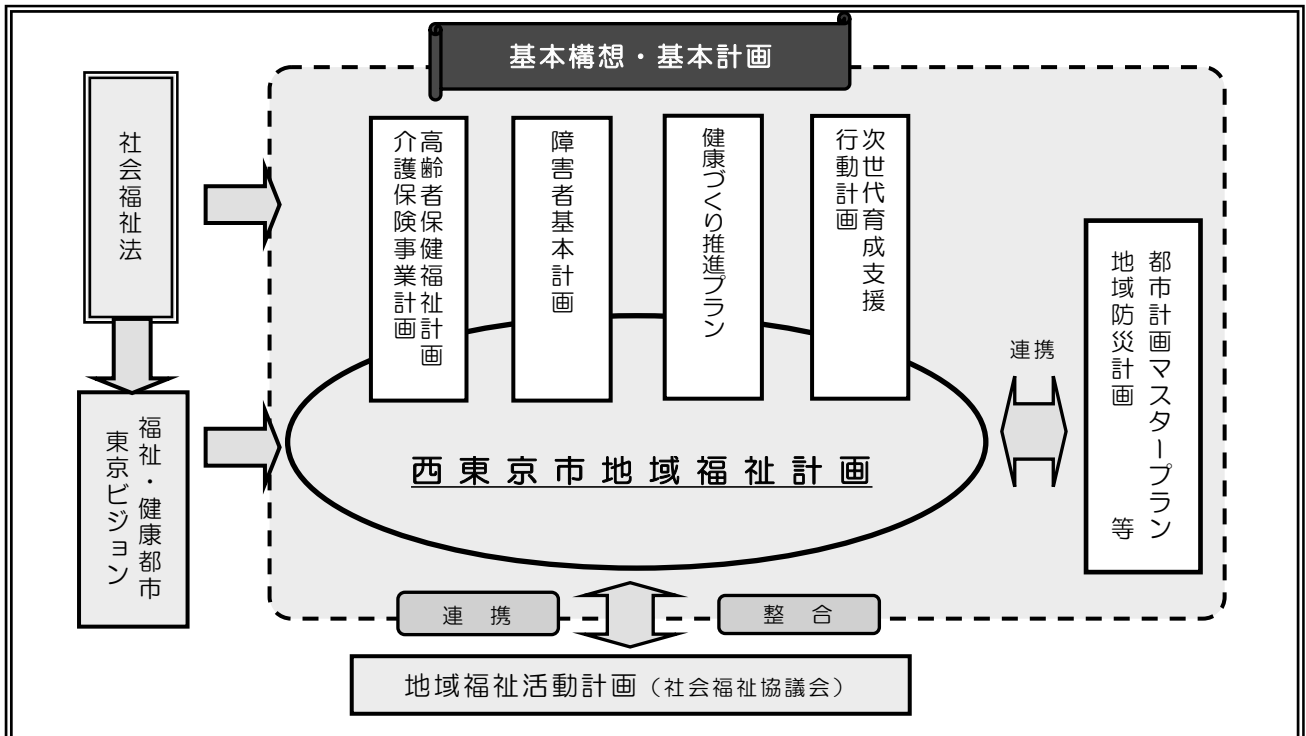 基本構想・基本計画
社会福祉法
高齢者保健福祉計画
介護保険事業計画
障害者基本計画
健康づくり推進プラン
次世代育成支援
行動計画
都市計画マスタープラン
地域防災計画 等
連携
福祉・健康都市
東京ビジョン
西東京市地域福祉計画
連 携
整 合
地域福祉活動計画（社会福祉協議会）